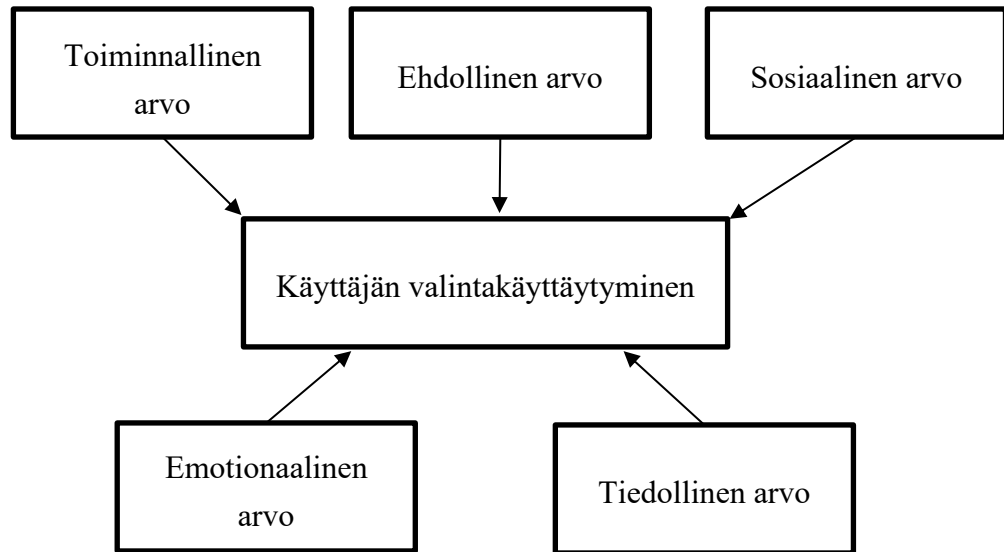 Toiminnallinen
arvo
Ehdollinen arvo
Sosiaalinen arvo
Käyttäjän valintakäyttäytyminen
Emotionaalinen
arvo
Tiedollinen arvo